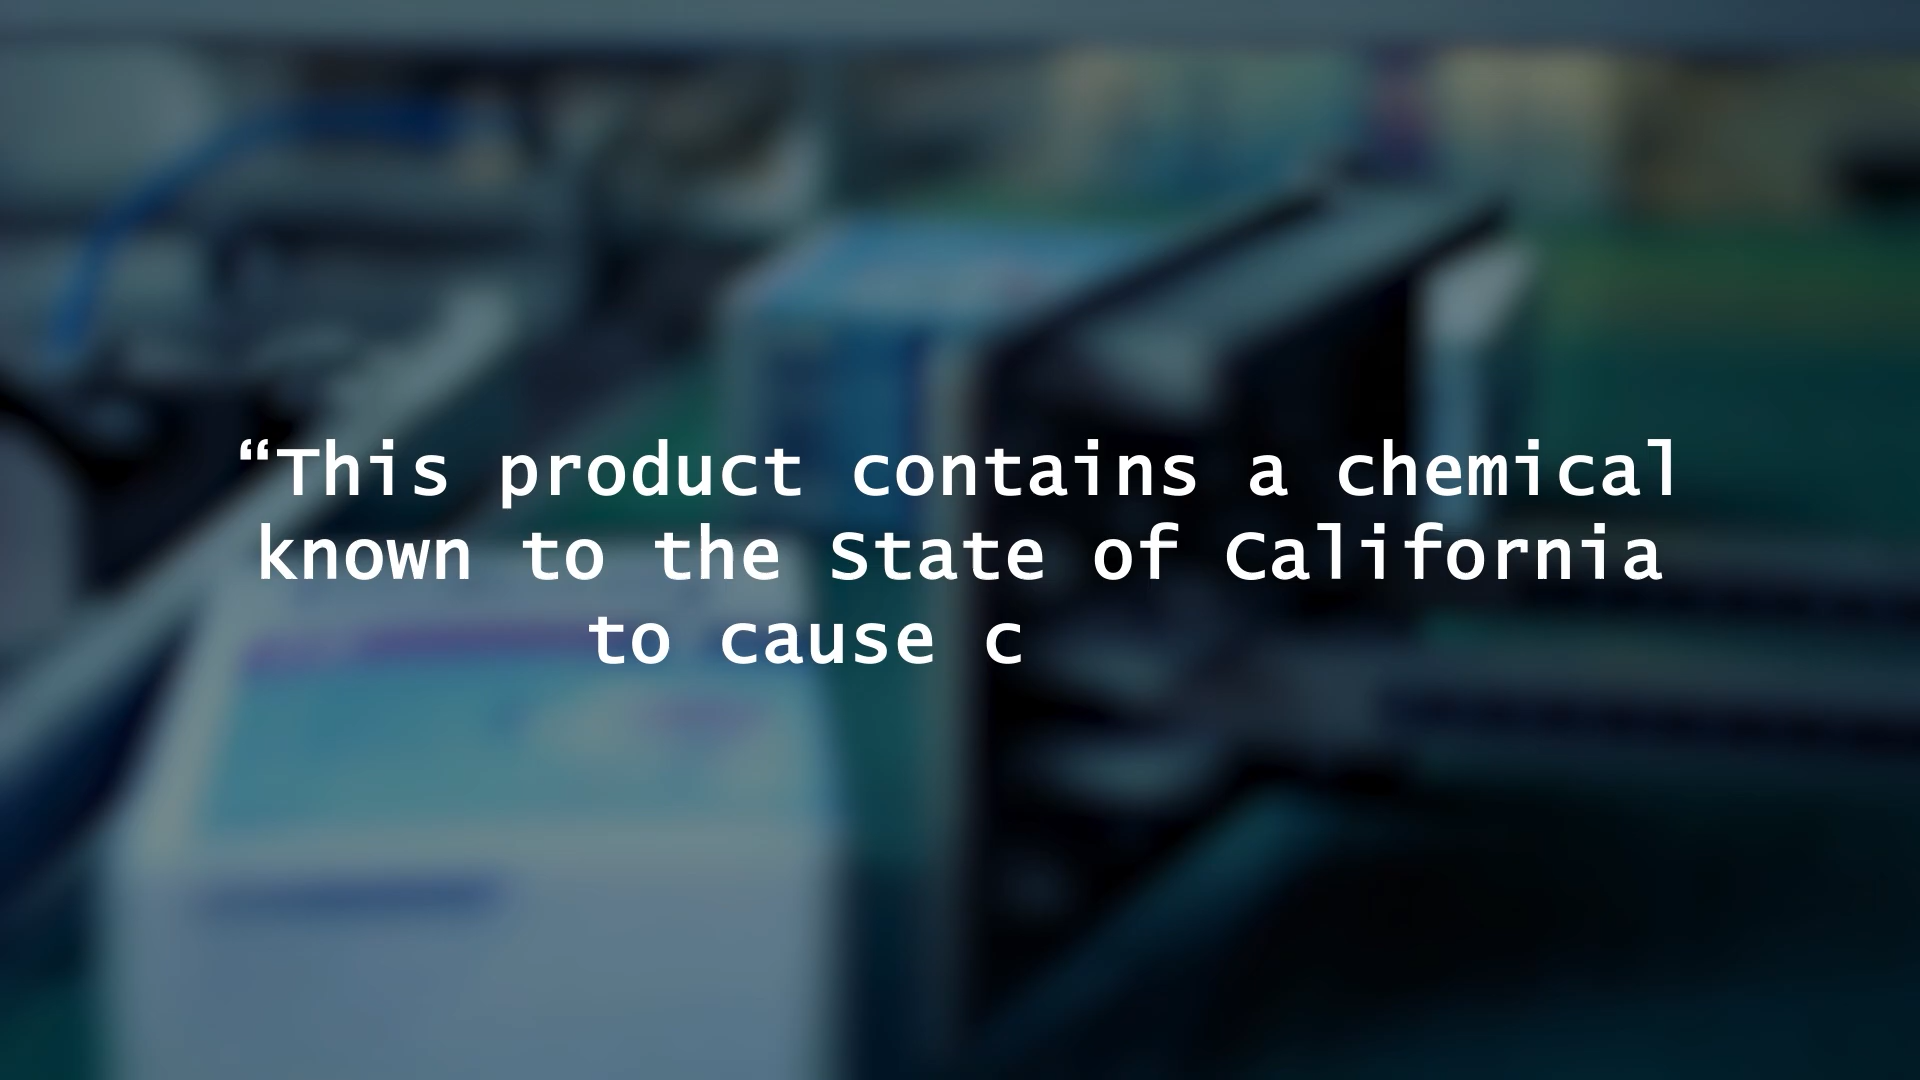 “This product contains a chemical
known to the State of California
to cause c